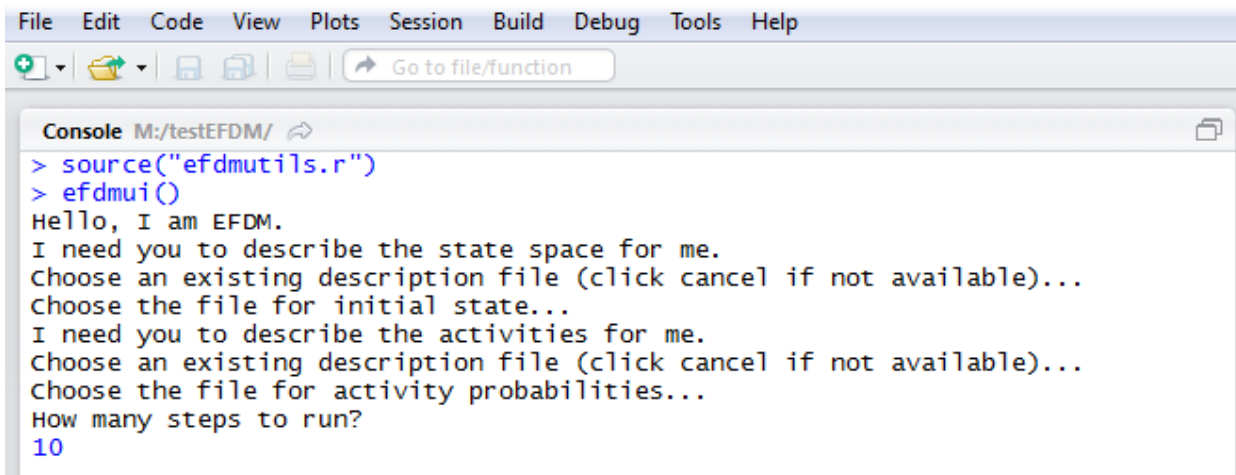 File Edit Code View Plots Session Build Debug Tools Help
Go to file/function
Console M:/testEFDM/
> source("efdmutils.r")
> efdmui()
Hello, I am EFDM.
I need you to describe the state space for me.
Choose an existing description file (click cancel if not available)...
Choose the file for initial state...
I need you to describe the activities for me.
Choose an existing description file (click cancel if not available)...
Choose the file for activity probabilities...
How many steps to run?
10